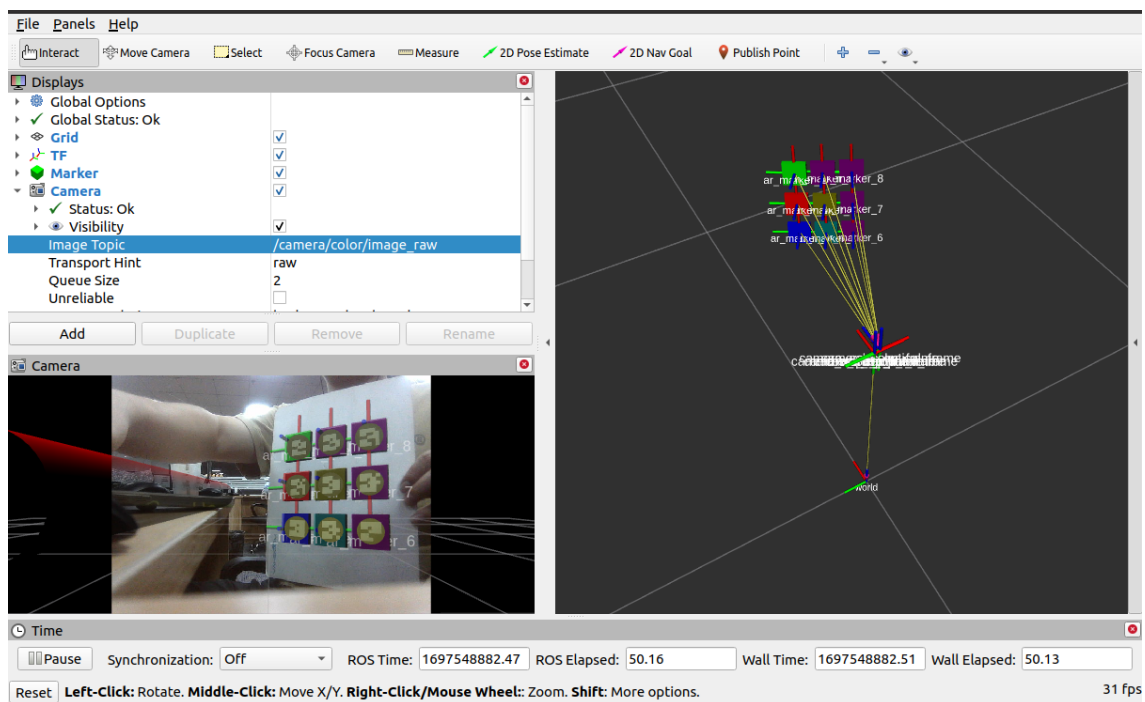 File Panels Help
Interact Move Camera Select Focus Camera Measure 2D Pose Estimate 2D Nav Goal Publish Point
Displays
Global Options
Global Status: Ok
Grid
TF
Marker
Camera
Status: Ok
Visibility
Image Topic /camera/color/image_raw
Transport Hint raw
Queue Size 2
Unreliable
Add Duplicate Remove Rename
Camera
ar_marker_8
ar_marker_7
ar_marker_6
world
Time
Pause Synchronization: Off ROS Time: 1697548882.47 ROS Elapsed: 50.16 Wall Time: 1697548882.51 Wall Elapsed: 50.13
Reset Left-Click: Rotate. Middle-Click: Move X/Y. Right-Click/Mouse Wheel:: Zoom. Shift: More options. 31 fps